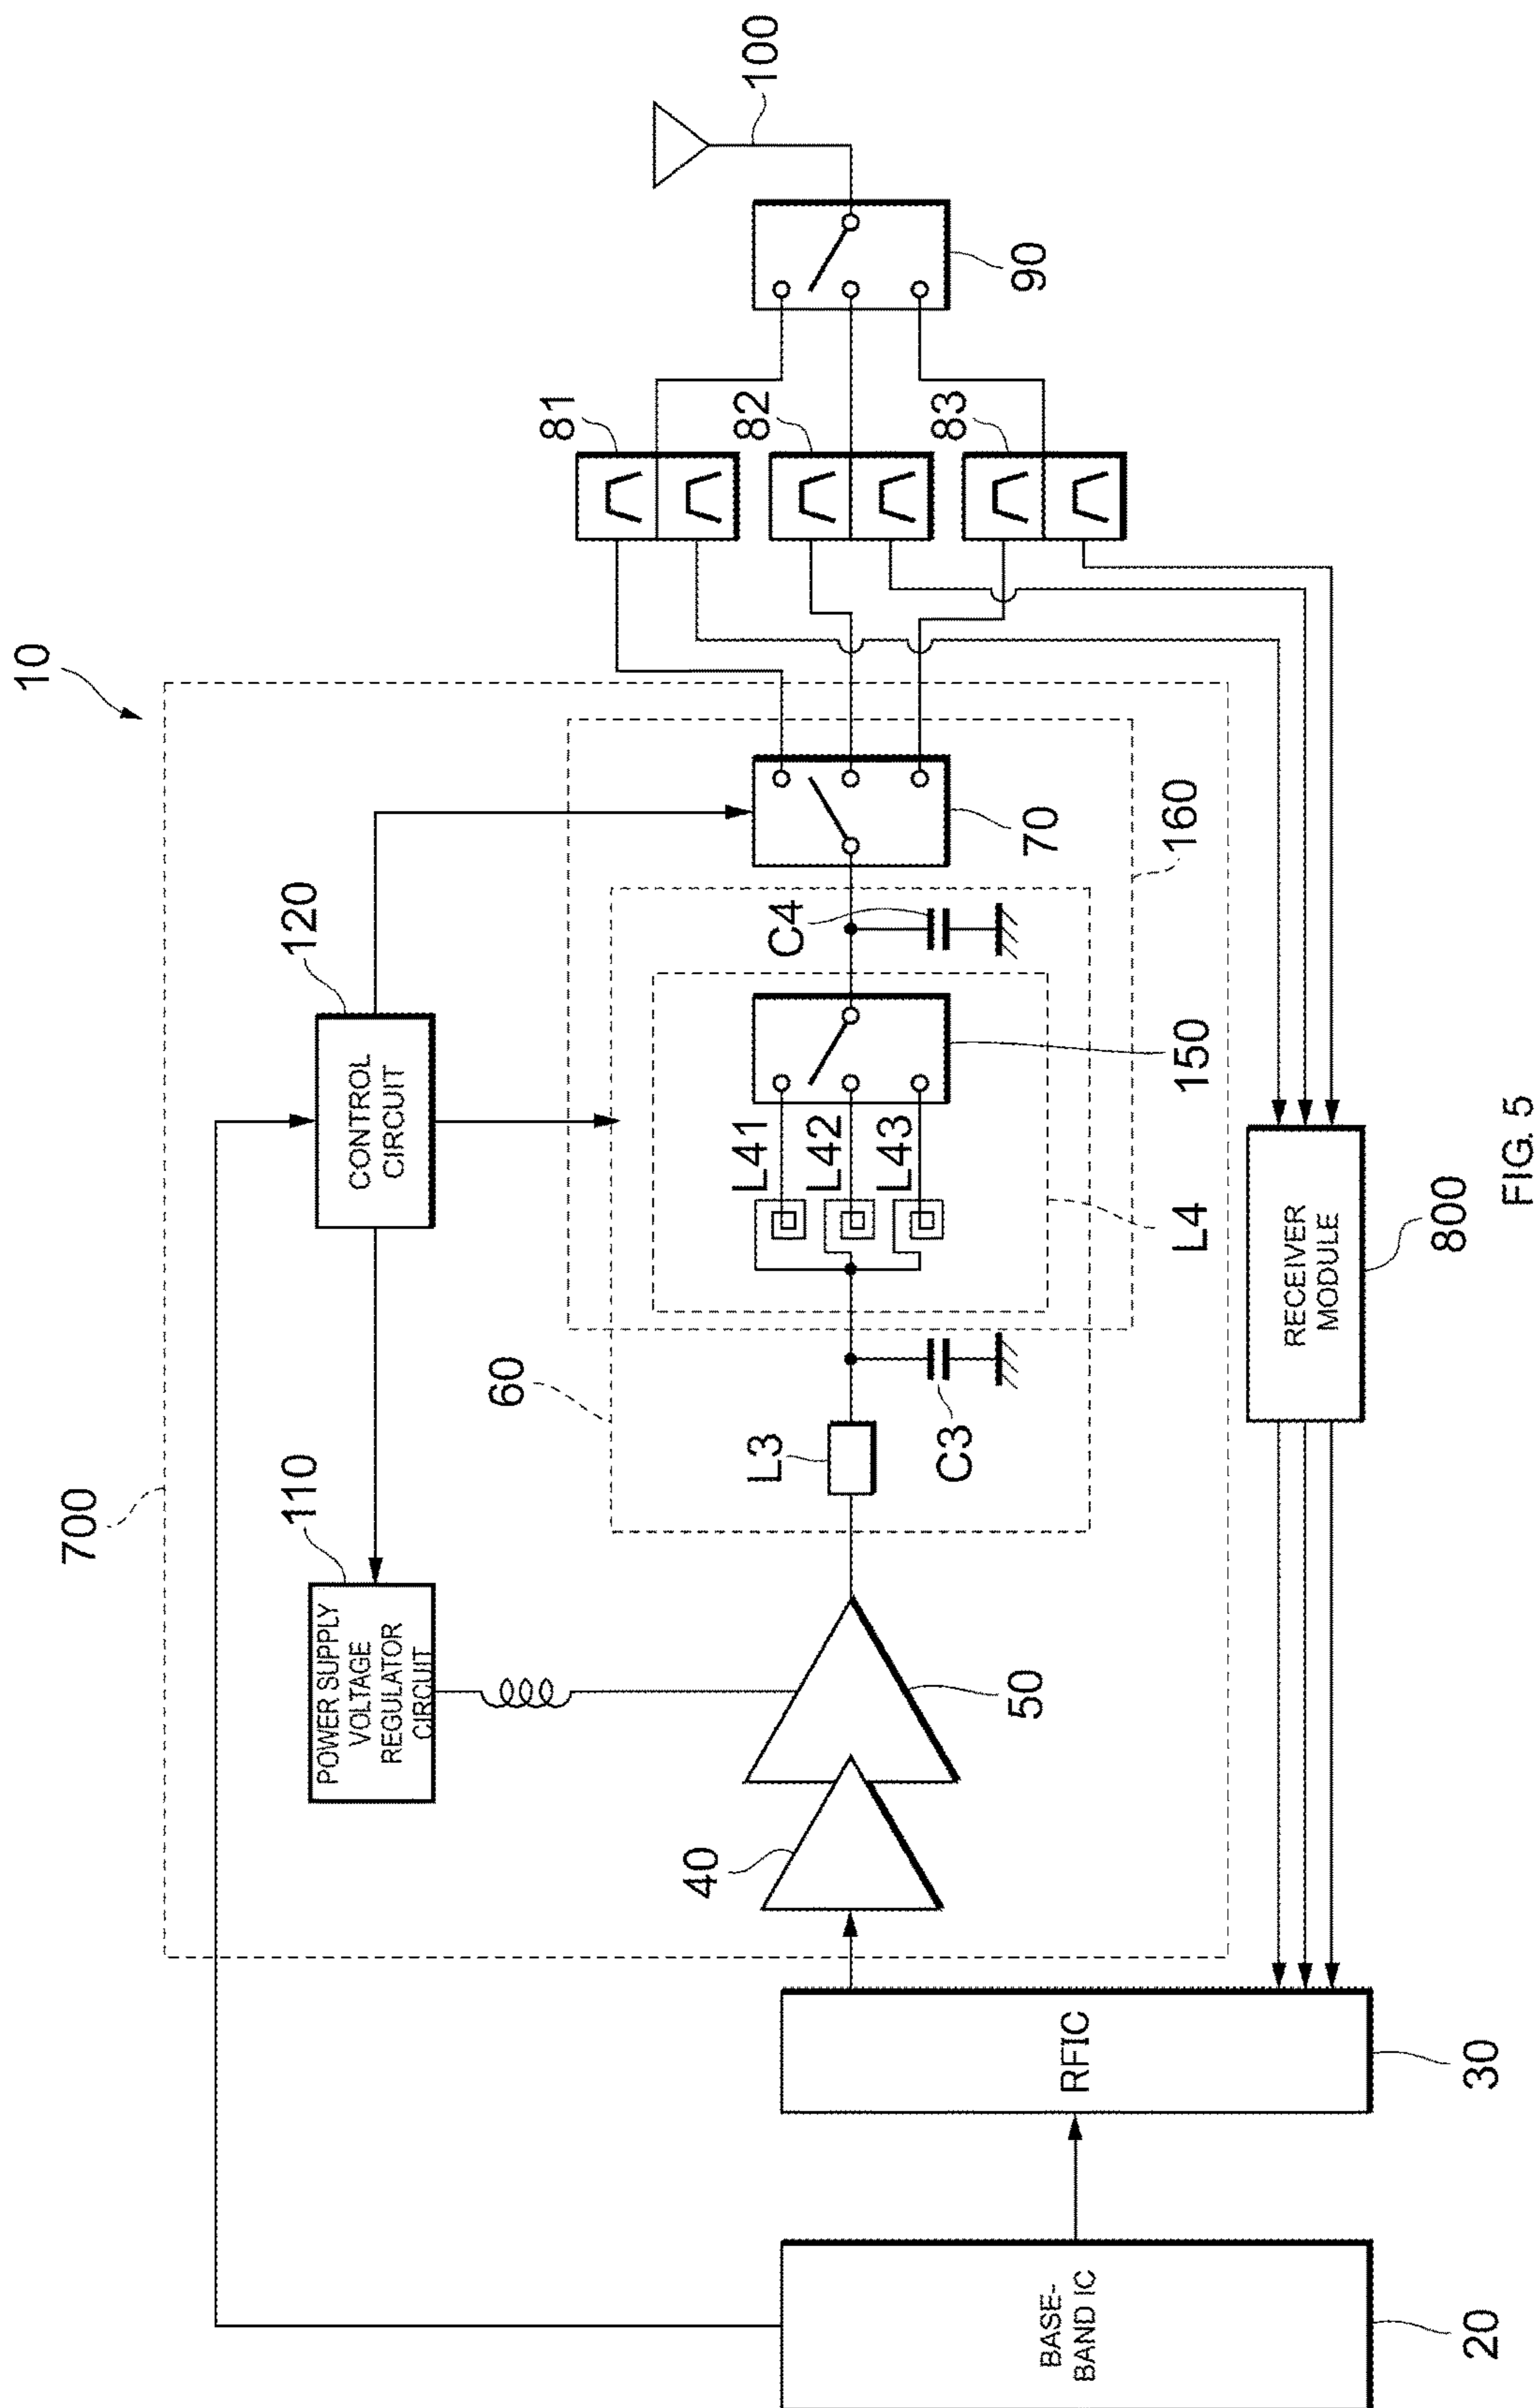 10
700
120
110
CONTROL
CIRCUIT
POWER SUPPLY
VOLTAGE
REGULATOR
CIRCUIT
60
81
82
83
100
90
40
50
L3
C3
L41
L42
L43
C4
150
70
160
L4
BASE-
BAND IC
20
RFIC
30
RECEIVER
MODULE
800
FIG. 5